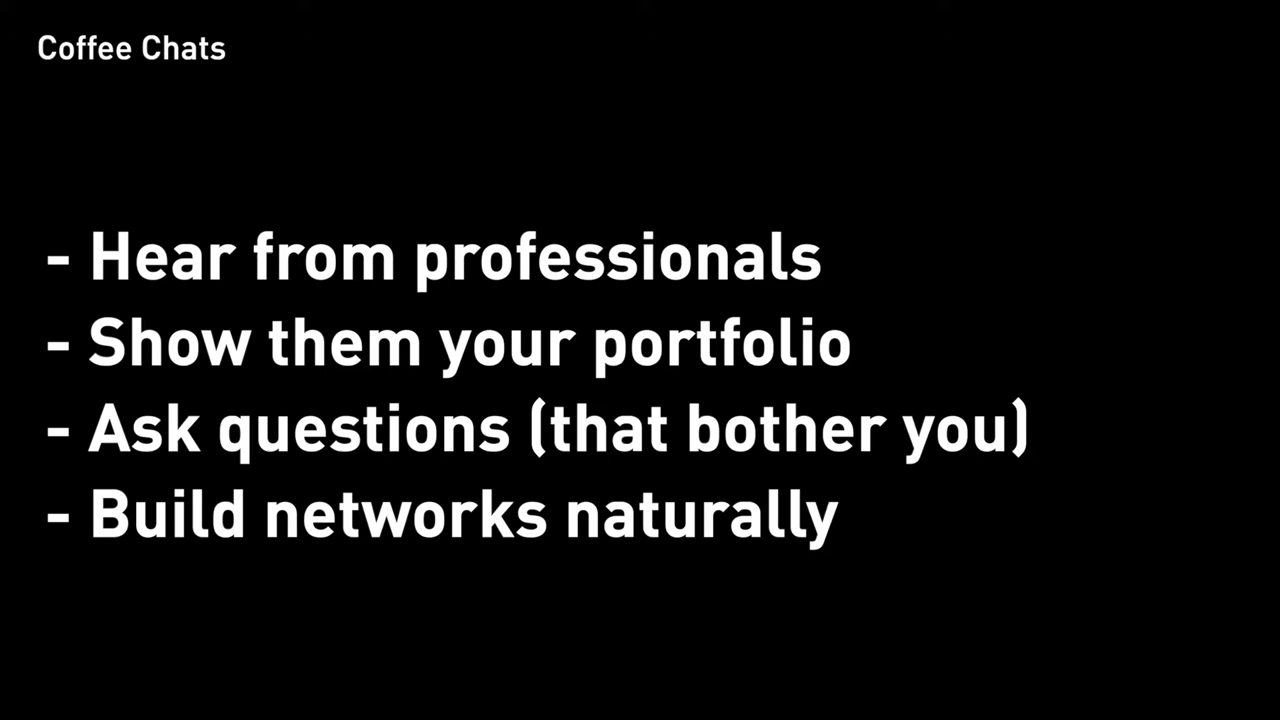 Coffee Chats
- Hear from professionals
- Show them your portfolio
- Ask questions (that bother you)
- Build networks naturally